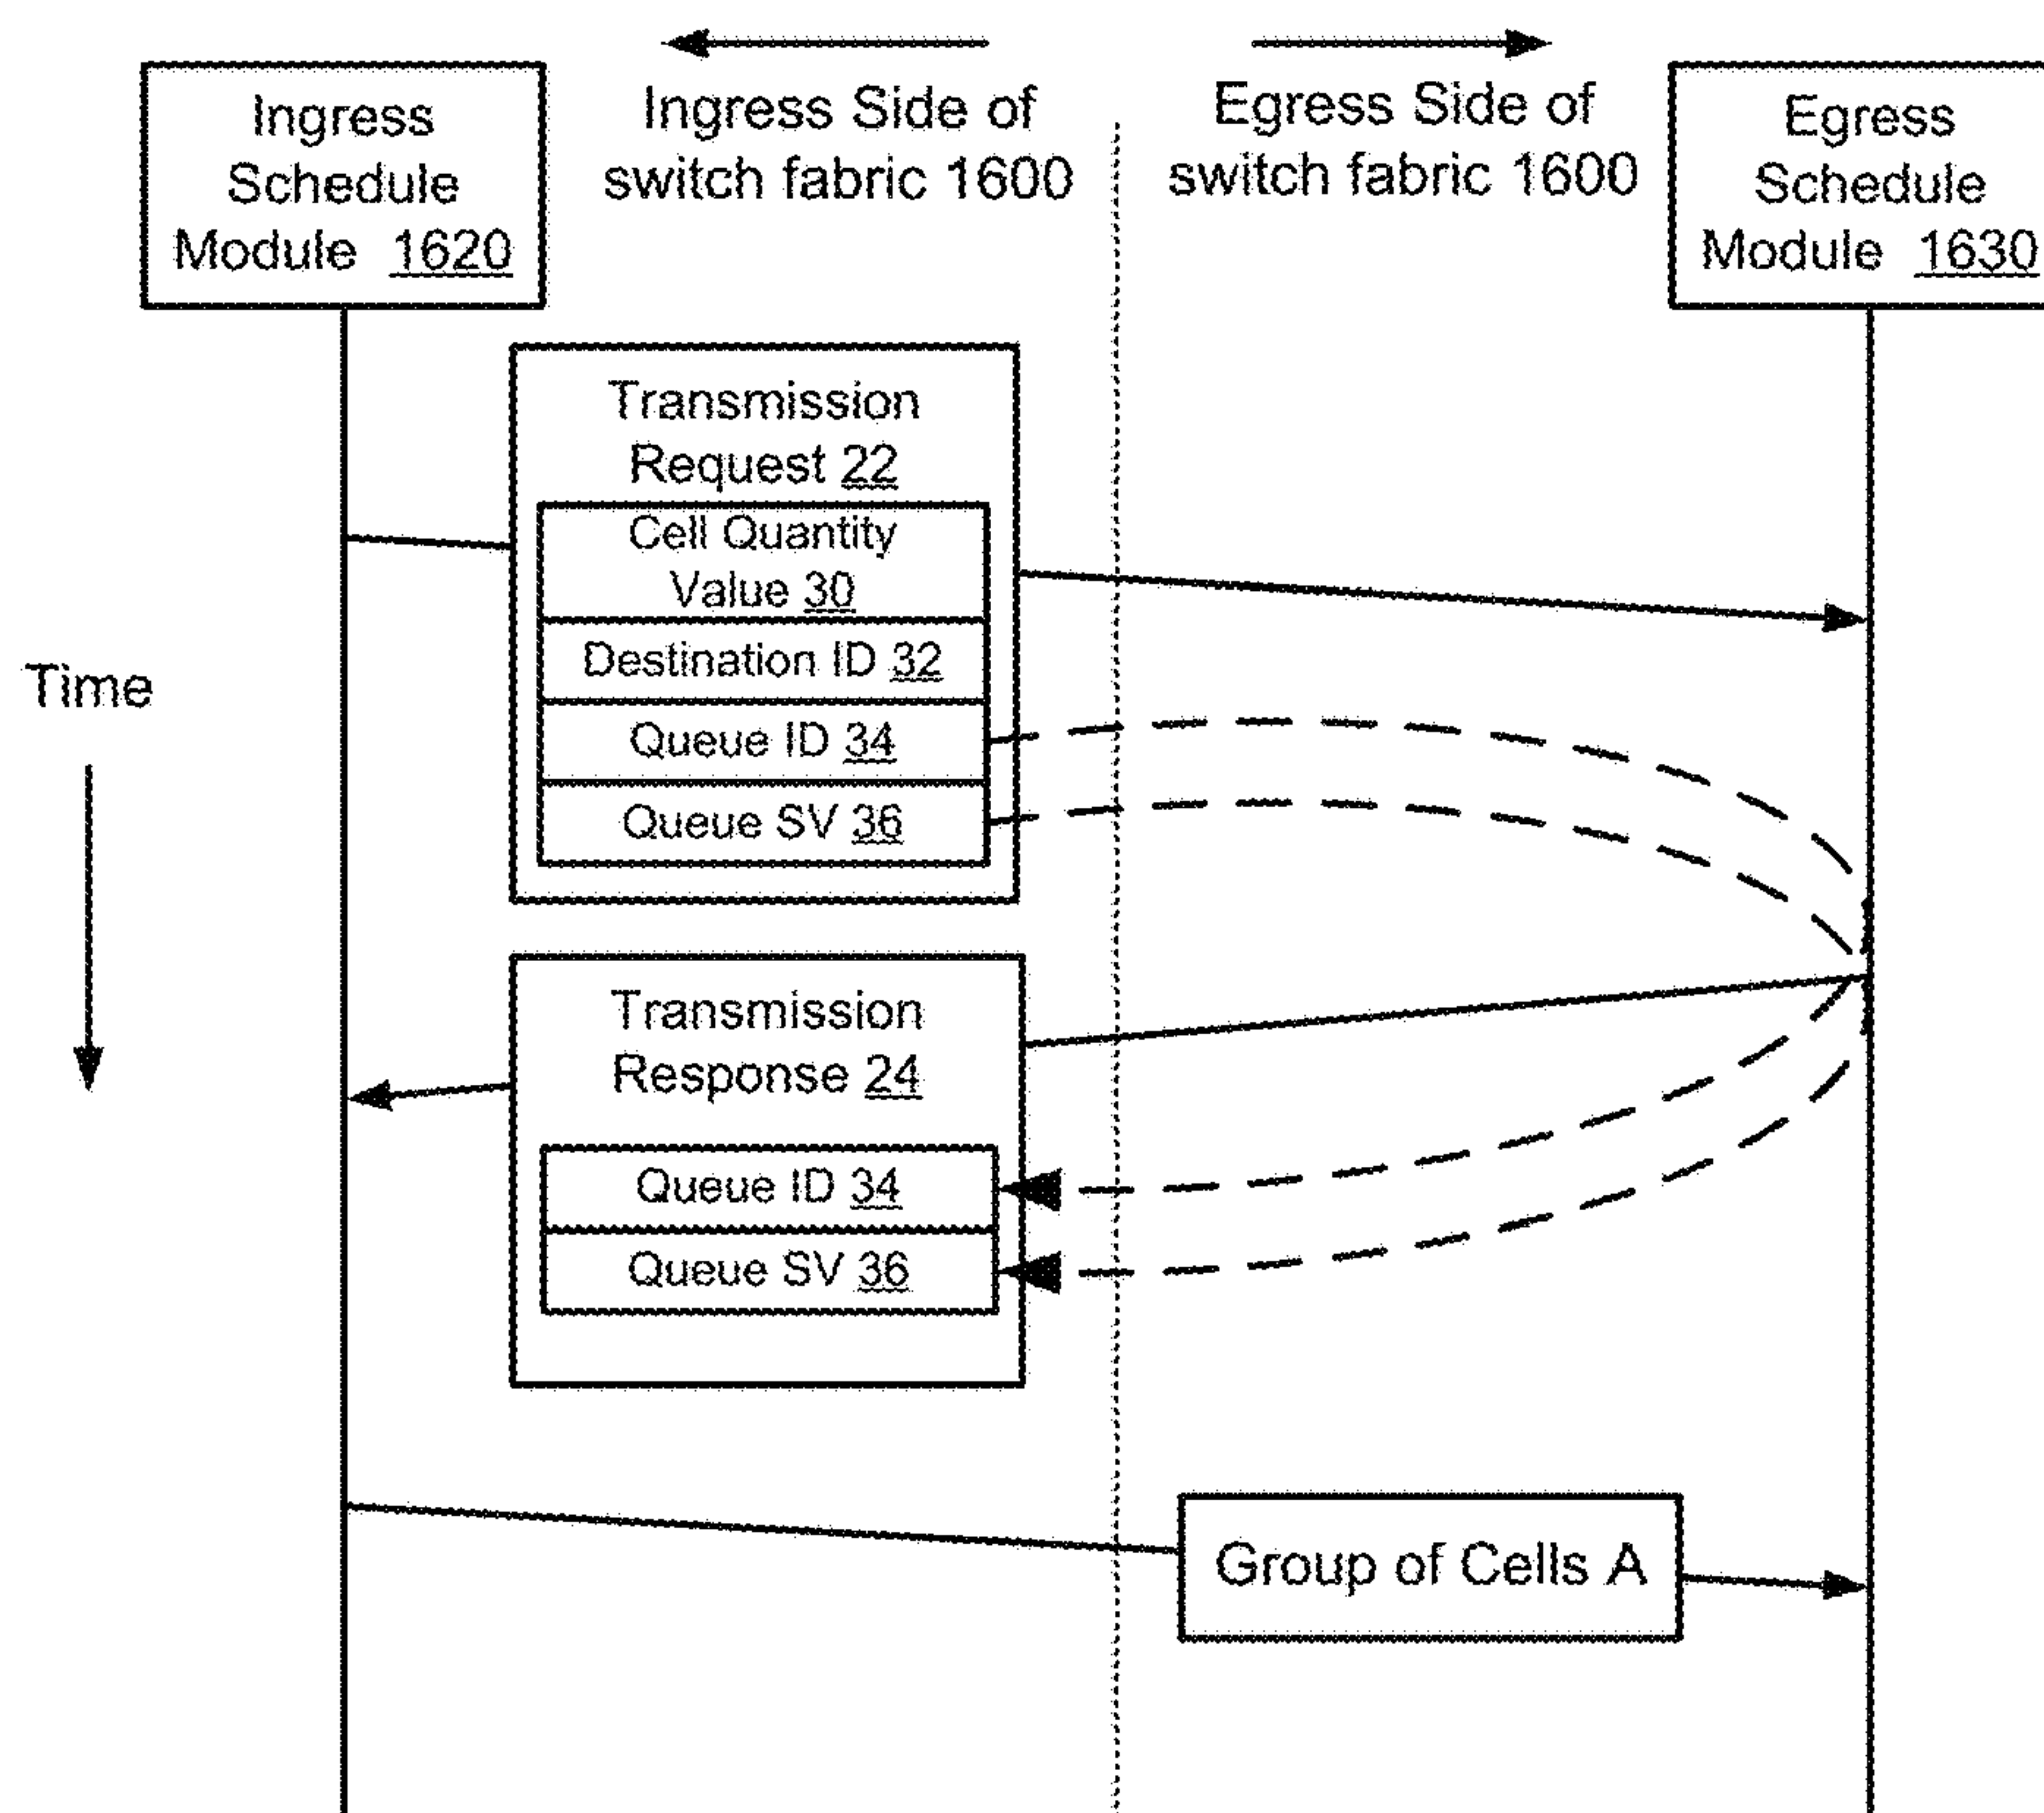 Ingress
Schedule
Module 1620
Ingress Side of
switch fabric 1600
Egress Side of
switch fabric 1600
Egress
Schedule
Module 1630
Time
Transmission
Request 22
Cell Quantity
Value 30
Destination ID 32
Queue ID 34
Queue SV 36
Transmission
Response 24
Queue ID 34
Queue SV 36
Group of Cells A